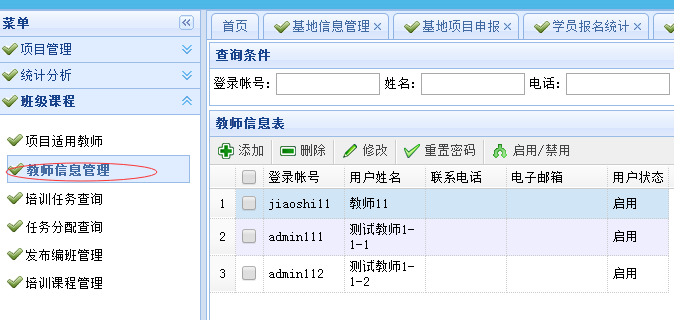 菜单
项目管理
统计分析
班级课程
项目适用教师
教师信息管理
培训任务查询
任务分配查询
发布编班管理
培训课程管理
首页 基地信息管理 基地项目申报 学员报名统计
查询条件
登录帐号: 姓名: 电话:
教师信息表
添加 删除 修改 重置密码 启用/禁用
登录帐号 用户姓名 联系电话 电子邮箱 用户状态
1 jiaoshi11 教师11 启用
2 admin111 测试教师1-
1-1 启用
3 admin112 测试教师1-
1-2 启用